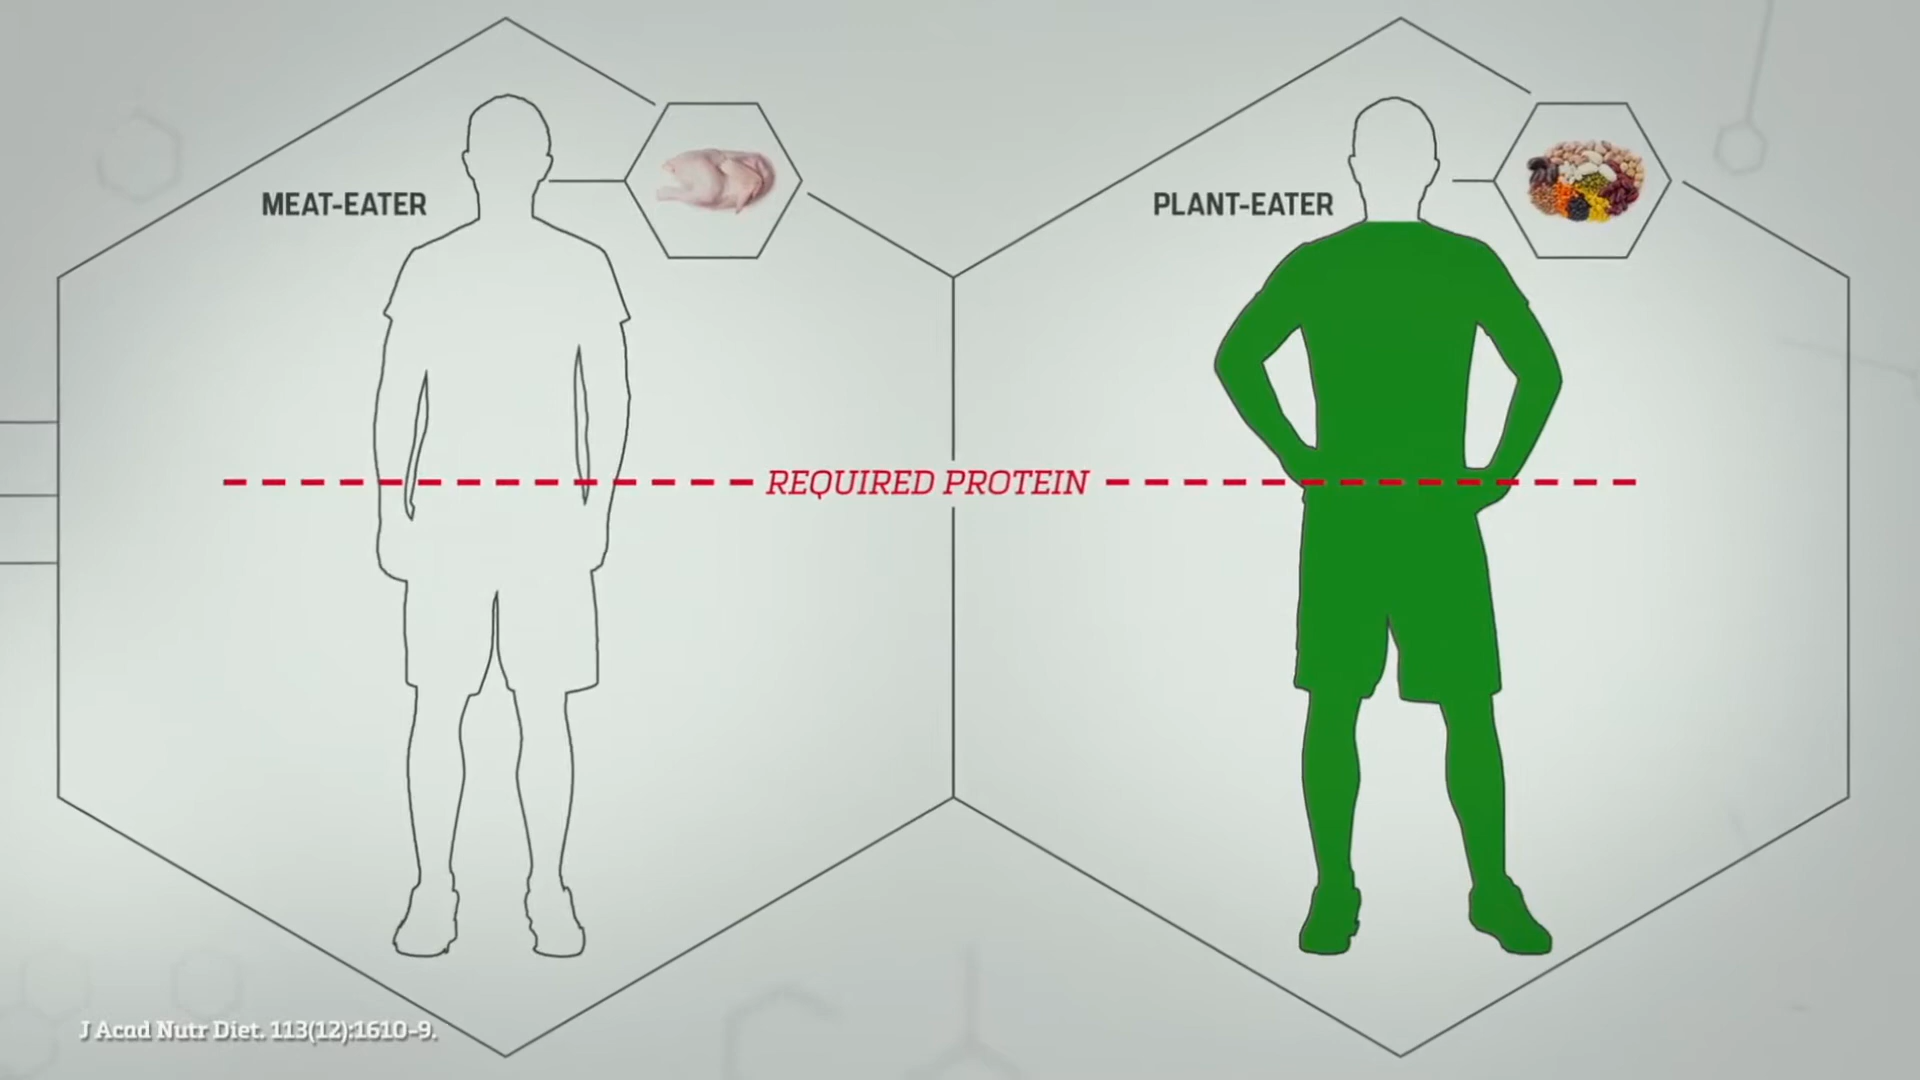 MEAT-EATER
PLANT-EATER
REQUIRED PROTEIN
J Acad Nutr Diet. 113(12):1610-9.